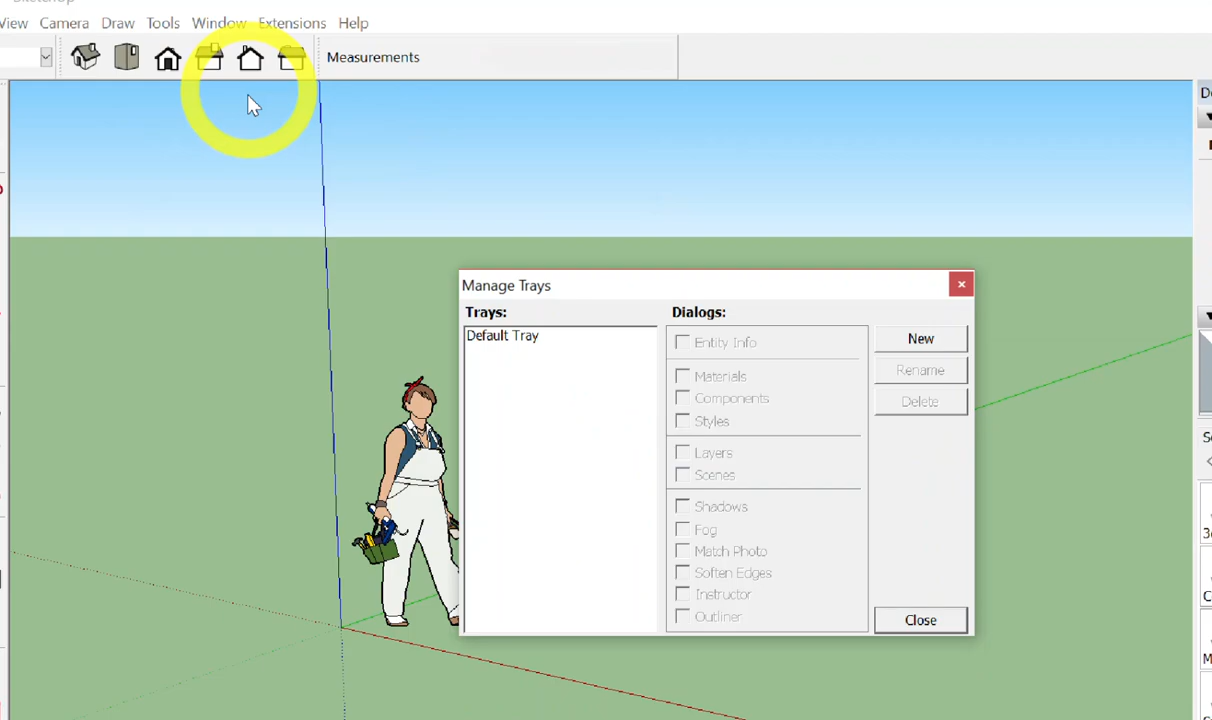 View Camera Draw Tools Window Extensions Help
Measurements
Manage Trays
Trays:
Dialogs:
Default Tray
Entity Info
Materials
Components
Styles
Layers
Scenes
Shadows
Fog
Match Photo
Soften Edges
Instructor
Outliner
New
Rename
Delete
Close